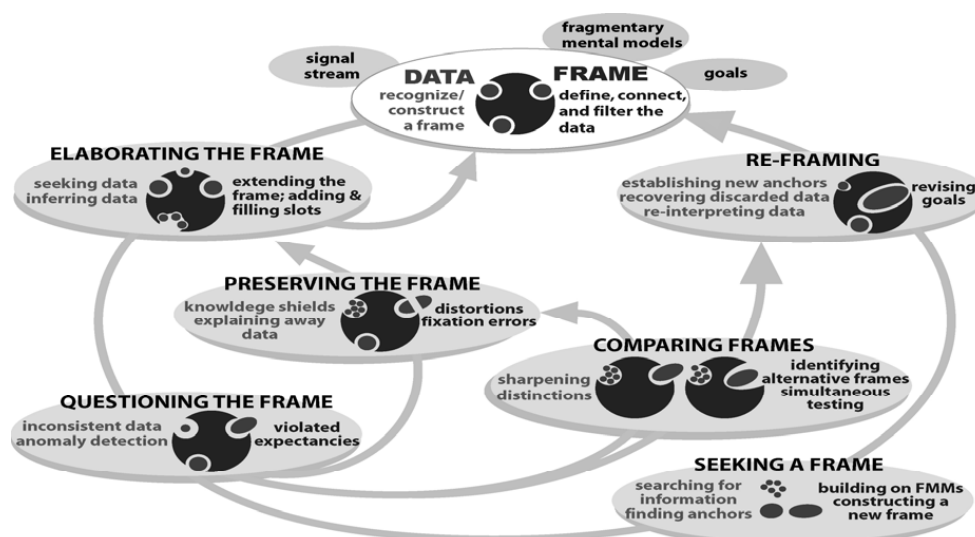 signal
stream
fragmentary
mental models
goals
DATA
recognize/
construct
a frame
FRAME
define, connect,
and filter the
data
ELABORATING THE FRAME
seeking data
inferring data
extending the
frame; adding &
filling slots
RE-FRAMING
establishing new anchors
recovering discarded data
re-interpreting data
revising
goals
PRESERVING THE FRAME
knowldege shields
explaining away
data
distortions
fixation errors
COMPARING FRAMES
sharpening
distinctions
identifying
alternative frames
simultaneous
testing
QUESTIONING THE FRAME
inconsistent data
anomaly detection
violated
expectancies
SEEKING A FRAME
searching for
information
finding anchors
building on FMMs
constructing a
new frame